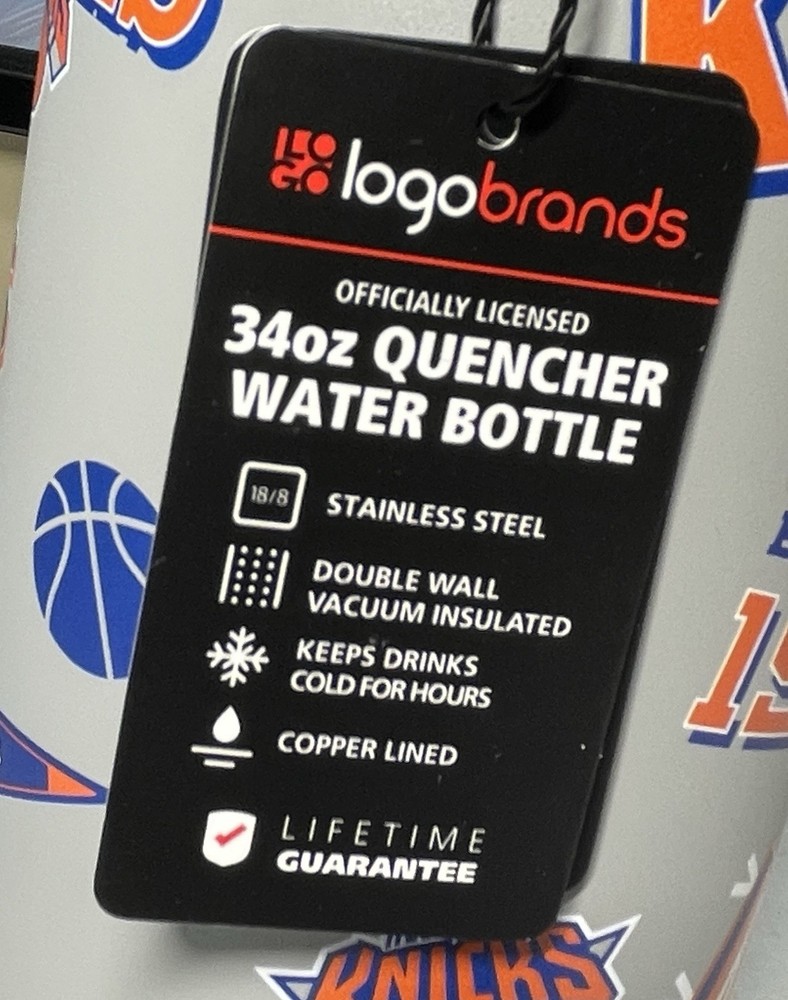 LOGO logobrands
OFFICIALLY LICENSED
34oz QUENCHER
WATER BOTTLE
18/8
STAINLESS STEEL
DOUBLE WALL
VACUUM INSULATED
KEEPS DRINKS
COLD FOR HOURS
COPPER LINED
LIFETIME
GUARANTEE
KNICKS